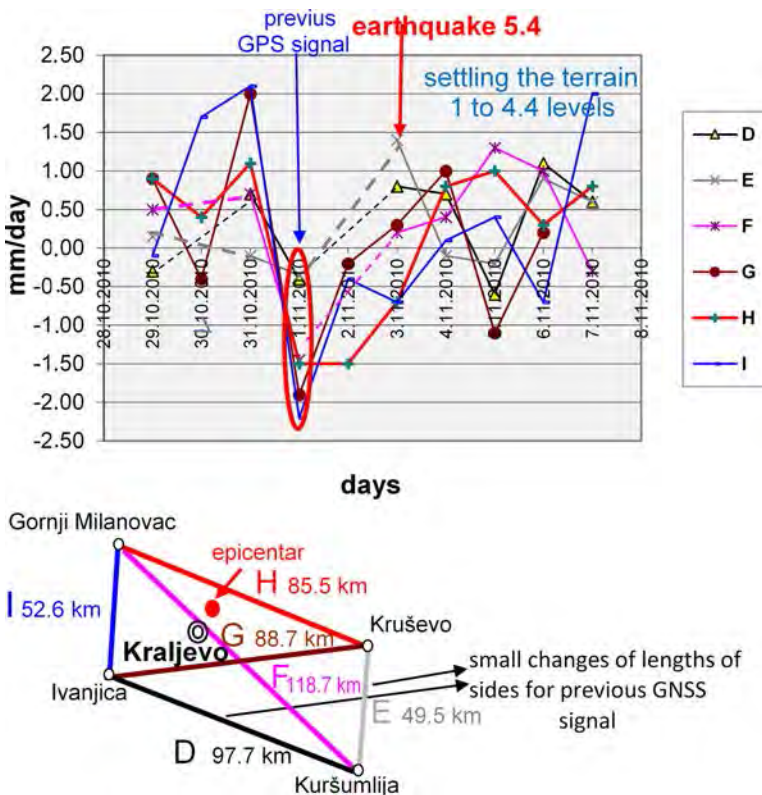 previus
GPS signal
earthquake 5.4
settling the terrain
1 to 4.4 levels
2.50
2.00
1.50
1.00
0.50
0.00
-0.50
-1.00
-1.50
-2.00
-2.50
mm/day
28.10.2010
29.10.2010
30.10.2010
31.10.2010
1.11.2010
2.11.2010
3.11.2010
4.11.2010
5.11.2010
6.11.2010
7.11.2010
8.11.2010
days
D
E
F
G
H
I
Gornji Milanovac
epicentar
H 85.5 km
I 52.6 km
Kruševo
G 88.7 km
Kraljevo
Ivanjica
F 118.7 km
small changes of lengths of
sides for previous GNSS
signal
E 49.5 km
D 97.7 km
Kuršumlija